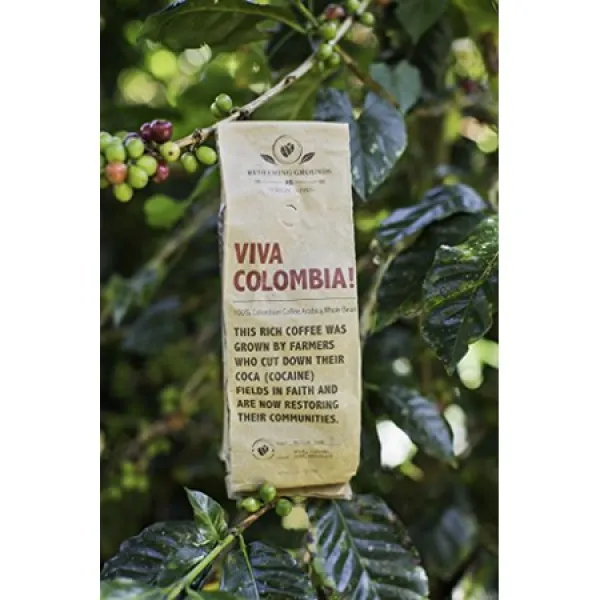 REDEEMING GROUNDS
VIVA
COLOMBIA!
100% Colombian Coffee Arabica Whole Bean
THIS RICH COFFEE WAS
GROWN BY FARMERS
WHO CUT DOWN THEIR
COCA (COCAINE)
FIELDS IN FAITH AND
ARE NOW RESTORING
THEIR COMMUNITIES.